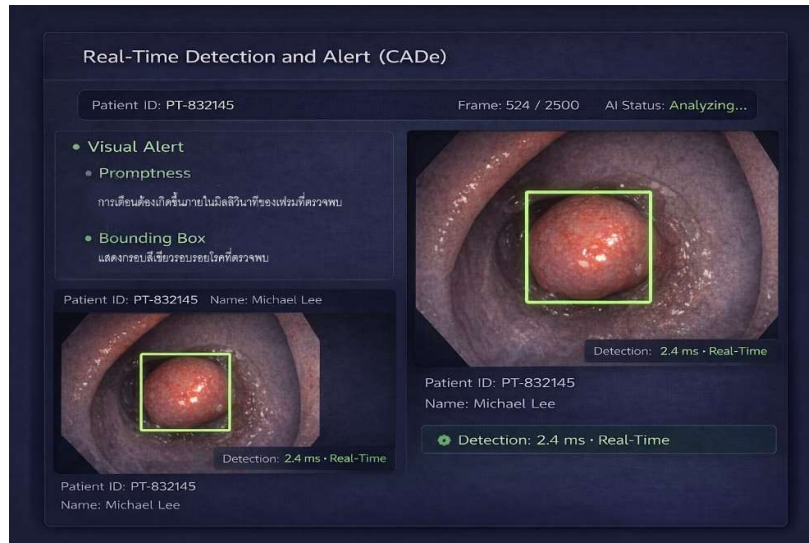 Real-Time Detection and Alert (CADe)
Patient ID: PT-832145 Frame: 524 / 2500 AI Status: Analyzing...
Visual Alert
Promptness
การเตือนต้องเกิดขึ้นภายในมิลลิวินาทีของเฟรมที่ตรวจพบ
Bounding Box
แสดงกรอบสีเขียวรอบรอยโรคที่ตรวจพบ
Patient ID: PT-832145 Name: Michael Lee
Detection: 2.4 ms • Real-Time
Patient ID: PT-832145
Name: Michael Lee
Detection: 2.4 ms • Real-Time
Patient ID: PT-832145
Name: Michael Lee
Detection: 2.4 ms • Real-Time